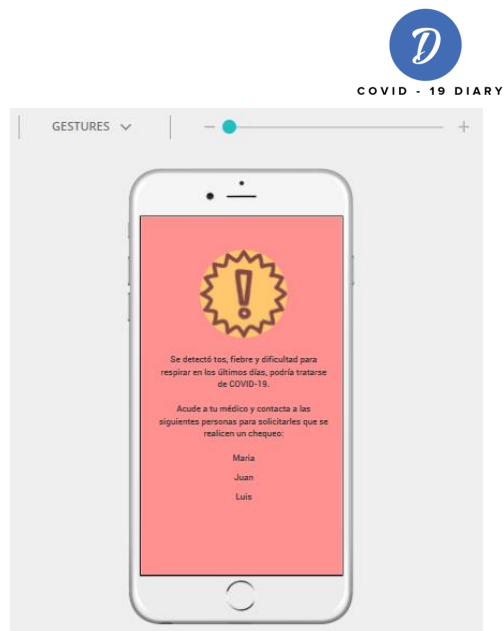 D
COVID - 19 DIARY
GESTURES
Se detectó tos, fiebre y dificultad para
respirar en los últimos días, podría tratarse
de COVID-19.
Acude a tu médico y contacta a las
siguientes personas para solicitarles que se
realicen un chequeo:
Maria
Juan
Luis